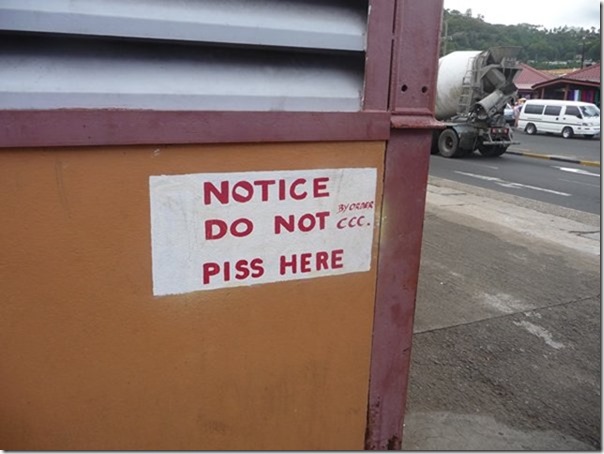 NOTICE
DO NOT BY ORDER CCC.
PISS HERE